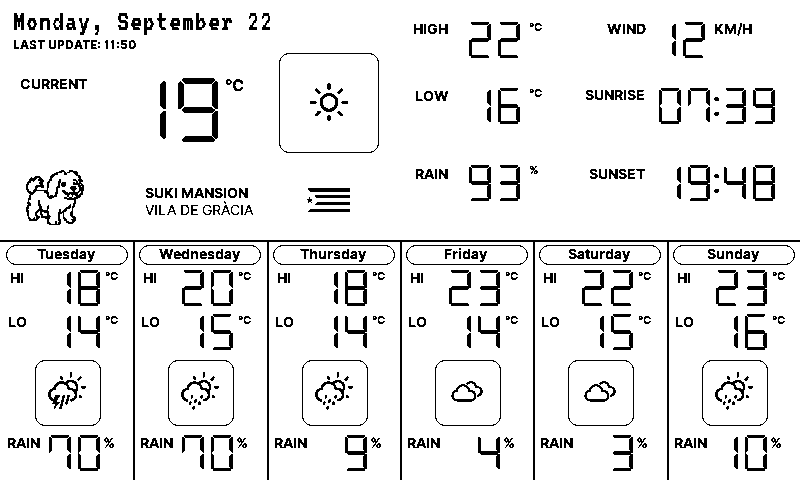 Monday, September 22
LAST UPDATE: 11:50
CURRENT 19 °C
SUKI MANSION
VILA DE GRÀCIA
HIGH 22 °C
LOW 16 °C
RAIN 93 %
WIND 12 KM/H
SUNRISE 07:39
SUNSET 19:48
Tuesday
HI 18 °C
LO 14 °C
RAIN 70 %
Wednesday
HI 20 °C
LO 15 °C
RAIN 70 %
Thursday
HI 18 °C
LO 14 °C
RAIN 9 %
Friday
HI 23 °C
LO 14 °C
RAIN 4 %
Saturday
HI 22 °C
LO 15 °C
RAIN 3 %
Sunday
HI 23 °C
LO 16 °C
RAIN 10 %